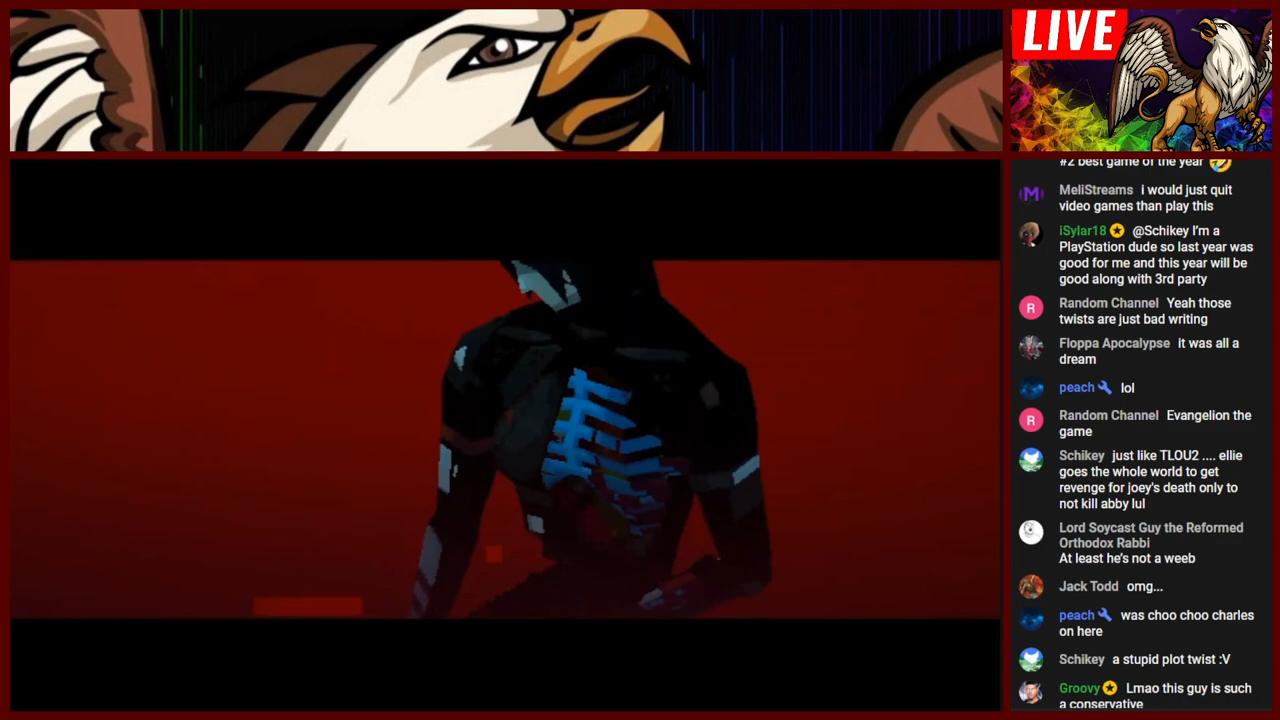 LIVE
#2 best game of the year
MeliStreams i would just quit
video games than play this
iSylar18 @Schikey I'm a
PlayStation dude so last year was
good for me and this year will be
good along with 3rd party
Random Channel Yeah those
twists are just bad writing
Floppa Apocalypse it was all a
dream
peach lol
Random Channel Evangelion the
game
Schikey just like TLOU2 .... ellie
goes the whole world to get
revenge for joey's death only to
not kill abby lul
Lord Soycast Guy the Reformed
Orthodox Rabbi
At least he's not a weeb
Jack Todd omg...
peach was choo choo charles
on here
Schikey a stupid plot twist :V
Groovy Lmao this guy is such
a conservative